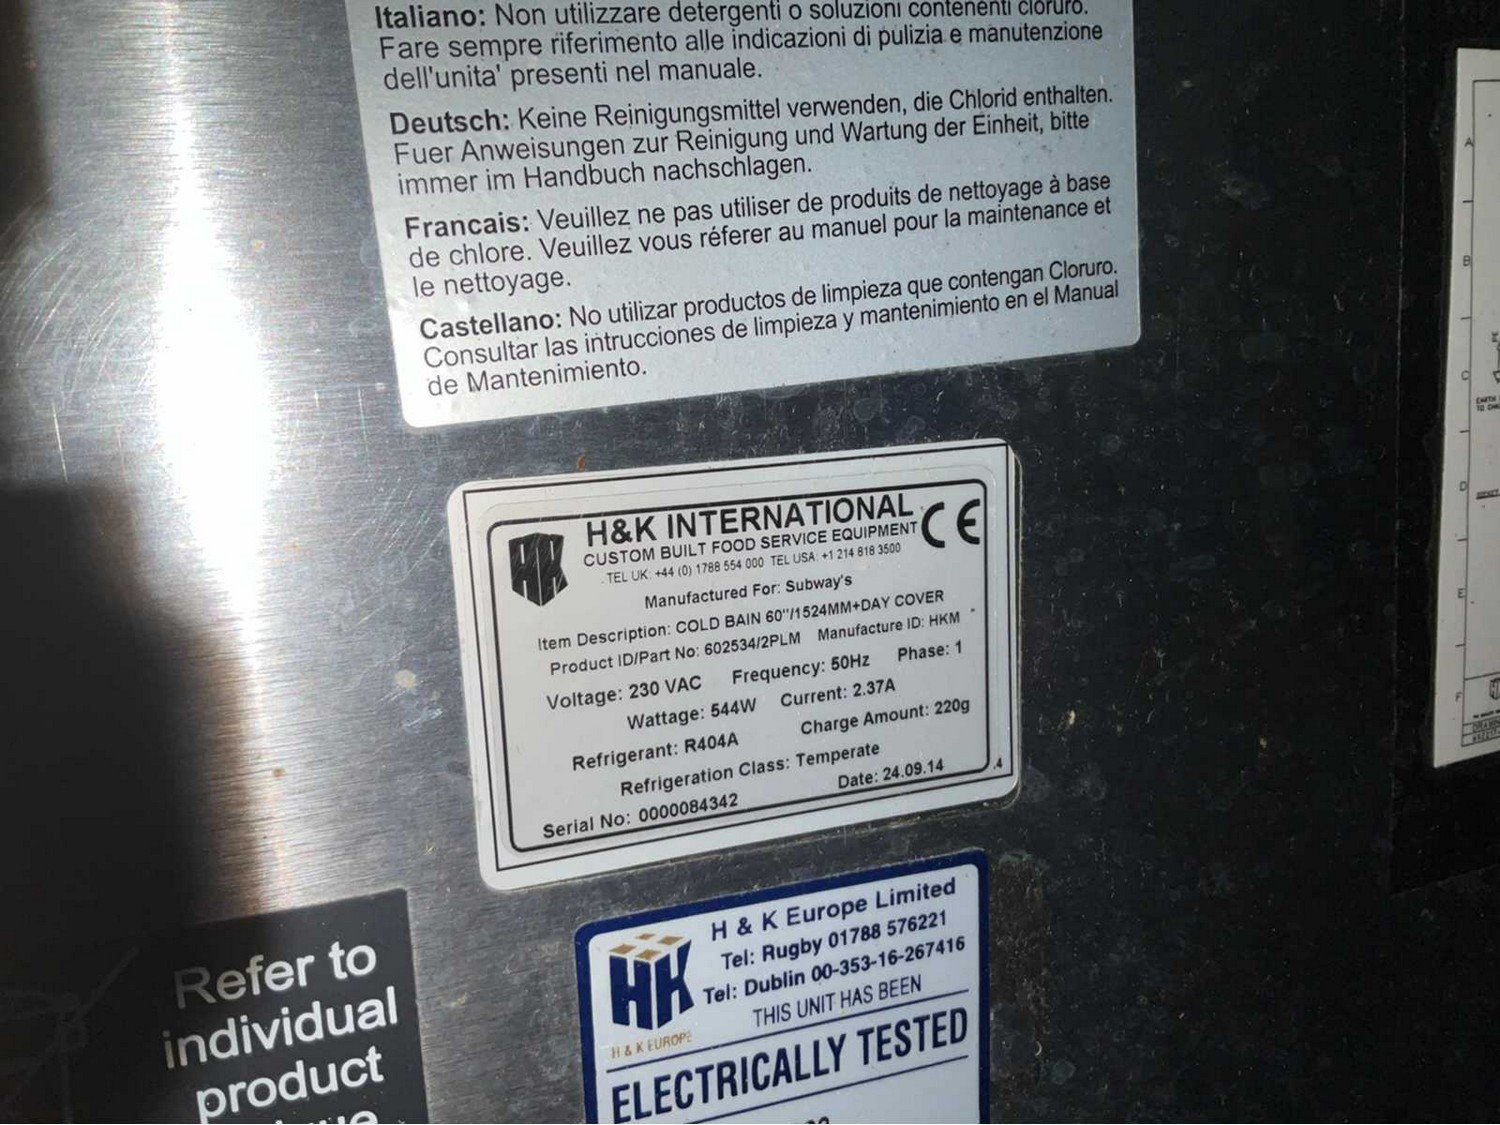 Italiano: Non utilizzare detergenti o soluzioni contenenti cloruro.
Fare sempre riferimento alle indicazioni di pulizia e manutenzione
dell'unita' presenti nel manuale.
Deutsch: Keine Reinigungsmittel verwenden, die Chlorid enthalten.
Fuer Anweisungen zur Reinigung und Wartung der Einheit, bitte
immer im Handbuch nachschlagen.
Francais: Veuillez ne pas utiliser de produits de nettoyage à base
de chlore. Veuillez vous réferer au manuel pour la maintenance et
le nettoyage.
Castellano: No utilizar productos de limpieza que contengan Cloruro.
Consultar las intrucciones de limpieza y mantenimiento en el Manual
de Mantenimiento.
HK
H&K INTERNATIONAL CE
CUSTOM BUILT FOOD SERVICE EQUIPMENT
. TEL UK: +44 (0) 1788 554 000 TEL USA: +1 214 818 3500
Manufactured For: Subway's
Item Description: COLD BAIN 60"/1524MM+DAY COVER
Product ID/Part No: 602534/2PLM Manufacture ID: HKM
Voltage: 230 VAC Frequency: 50Hz Phase: 1
Wattage: 544W Current: 2.37A
Refrigerant: R404A Charge Amount: 220g
Refrigeration Class: Temperate
Serial No: 0000084342 Date: 24.09.14 .4
HK
H & K EUROPE
H & K Europe Limited
Tel: Rugby 01788 576221
Tel: Dublin 00-353-16-267416
THIS UNIT HAS BEEN
ELECTRICALLY TESTED
Refer to
individual
product
A
B
C
D
E
F
EARTH